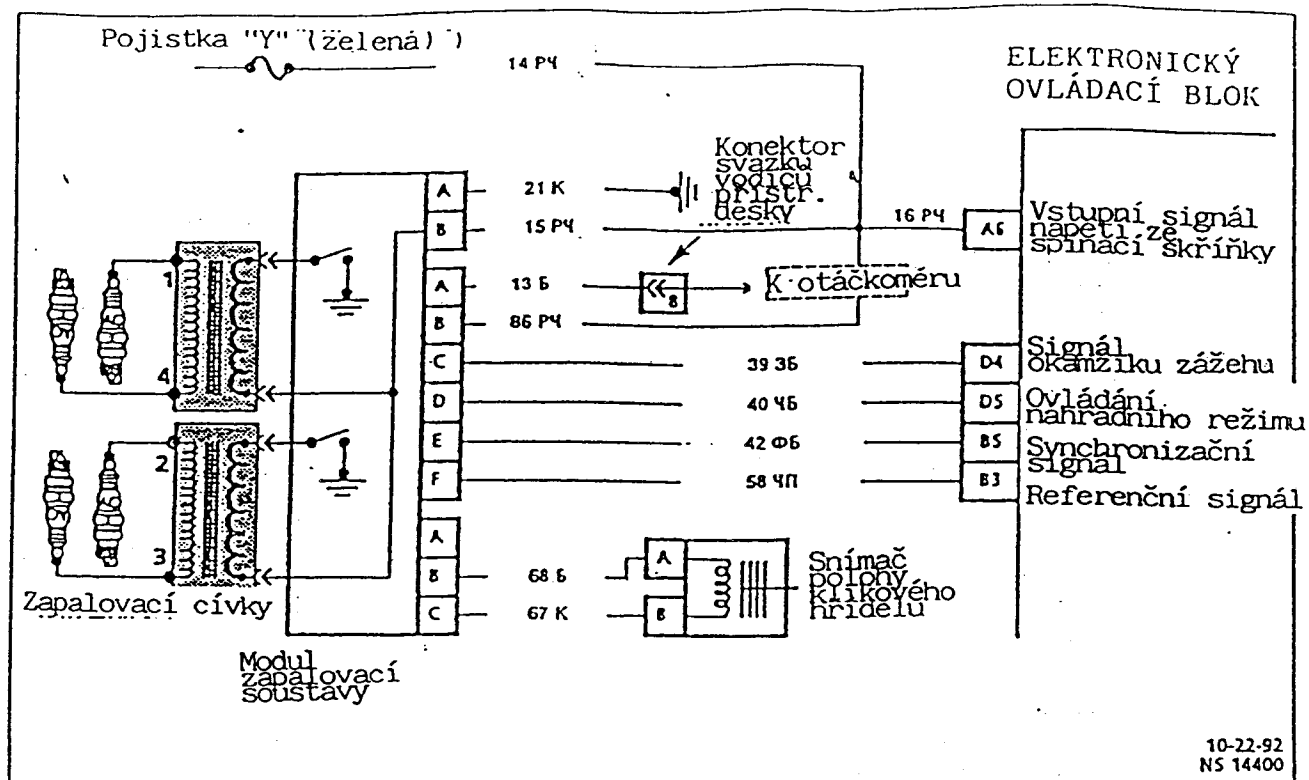 Pojistka "Y" (zelená)
14 РЧ
ELEKTRONICKÝ
OVLÁDACÍ BLOK
Konektor
svazku
vodičů
přístr.
desky
A
21 К
B
15 РЧ
16 РЧ
A6
Vstupní signál
napětí ze
spínací skříňky
A
13 Б
B
K otáčkoměru
B
86 РЧ
C
39 ЗБ
D4
Signál
okamžiku zážehu
D
40 ЧБ
D5
Ovládání
náhradního režimu
E
42 ФБ
B5
Synchronizační
signál
F
58 ЧП
B3
Referenční signál
1
4
2
3
A
B
68 Б
A
C
67 К
B
Snímač
polohy
klikového
hřídelu
Zapalovací cívky
Modul
zapalovací
soustavy
10-22-92
NS 14400